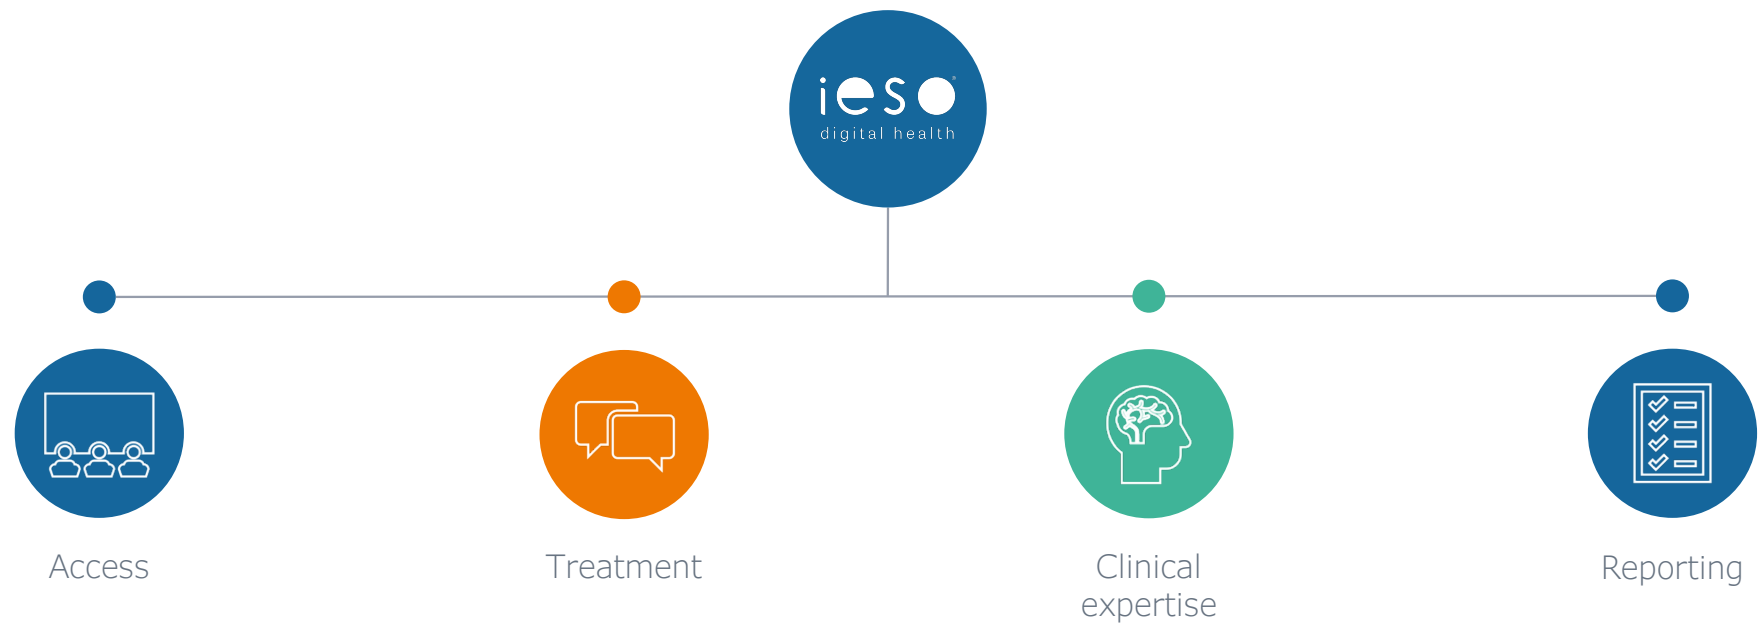 ieso®
digital health
Access
Treatment
Clinical
expertise
Reporting